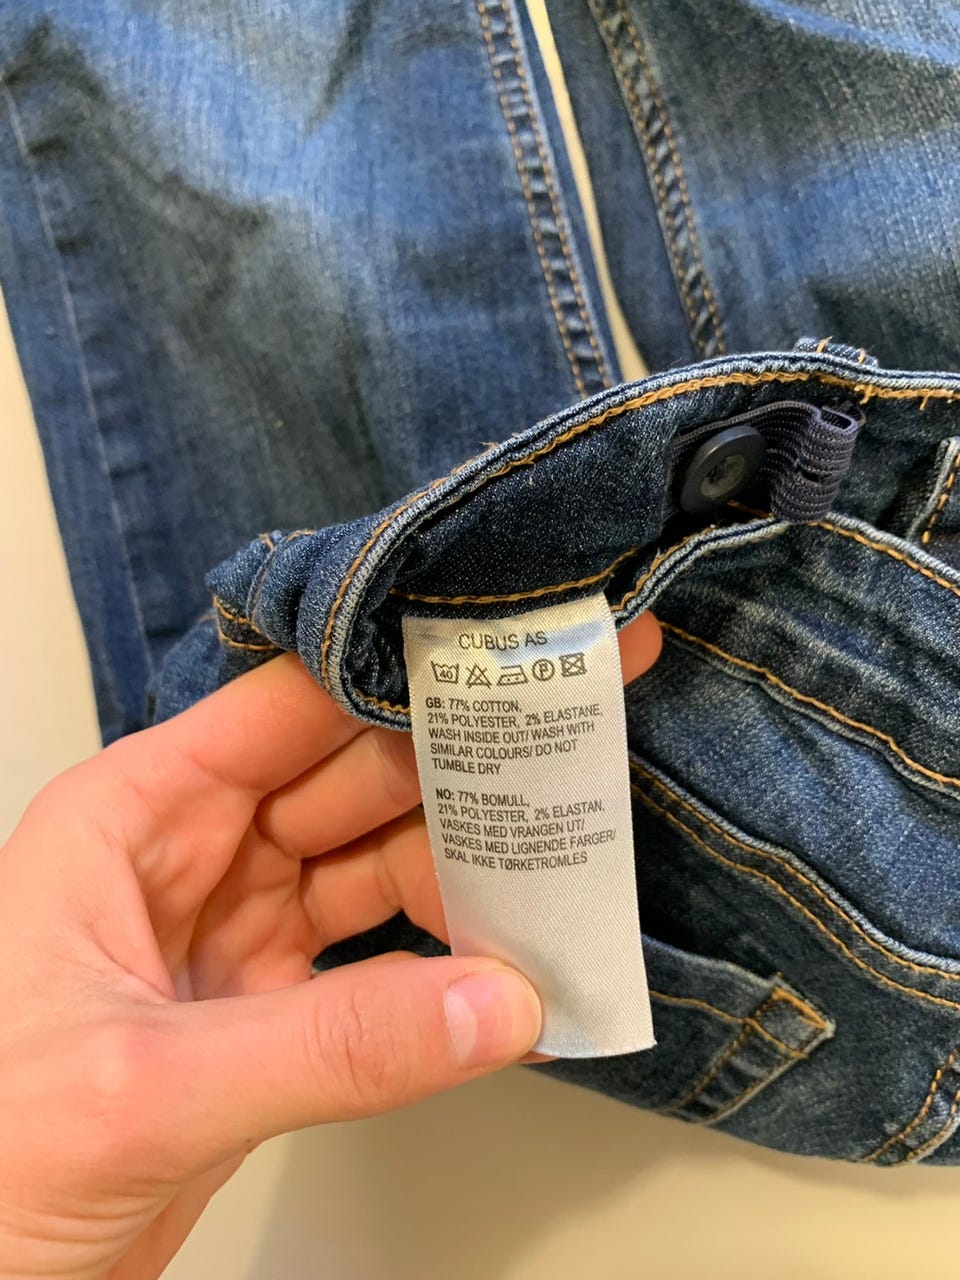 CUBUS AS
40 P
GB: 77% COTTON,
21% POLYESTER, 2% ELASTANE,
WASH INSIDE OUT/ WASH WITH
SIMILAR COLOURS/ DO NOT
TUMBLE DRY
NO: 77% BOMULL,
21% POLYESTER, 2% ELASTAN,
VASKES MED VRANGEN UT/
VASKES MED LIGNENDE FARGER/
SKAL IKKE TØRKETROMLES